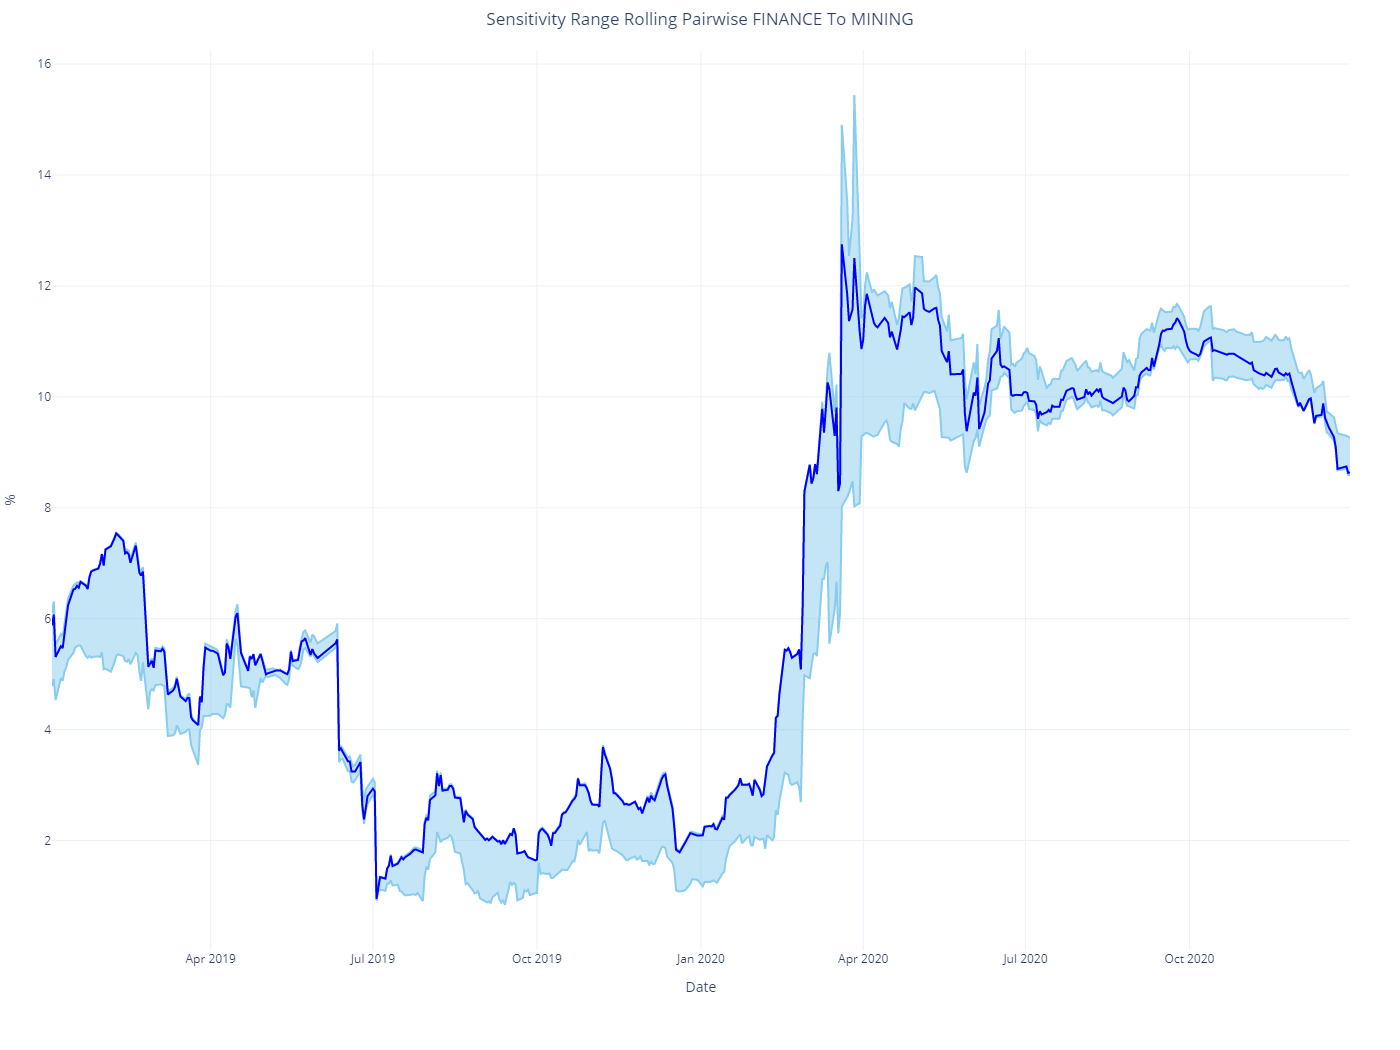 Sensitivity Range Rolling Pairwise FINANCE To MINING
16
14
12
10
8
6
4
2
%
Apr 2019
Jul 2019
Oct 2019
Jan 2020
Apr 2020
Jul 2020
Oct 2020
Date